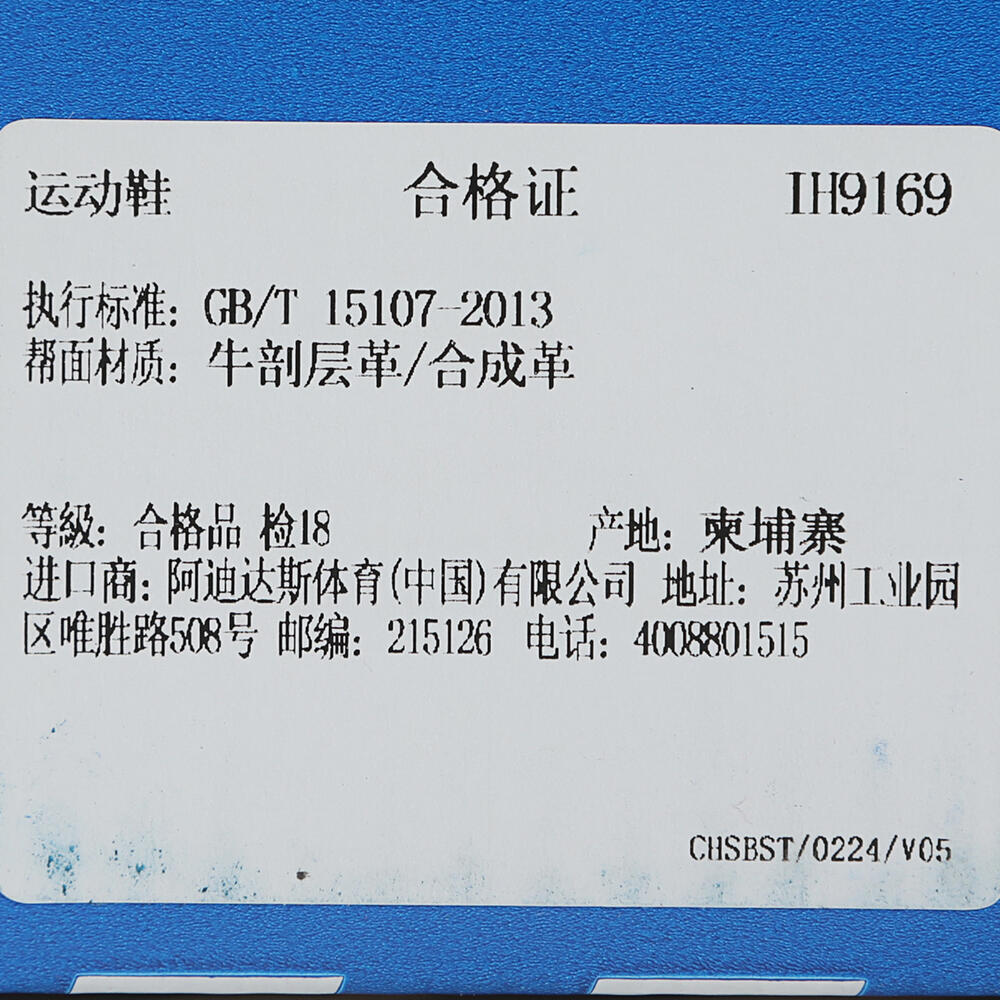 运动鞋 合格证 IH9169
执行标准: GB/T 15107-2013
帮面材质: 牛剖层革/合成革
等級: 合格品 检18 产地: 柬埔寨
进口商: 阿迪达斯体育(中国)有限公司 地址: 苏州工业园
区唯胜路508号 邮编: 215126 电话: 4008801515
CHSBST/0224/V05